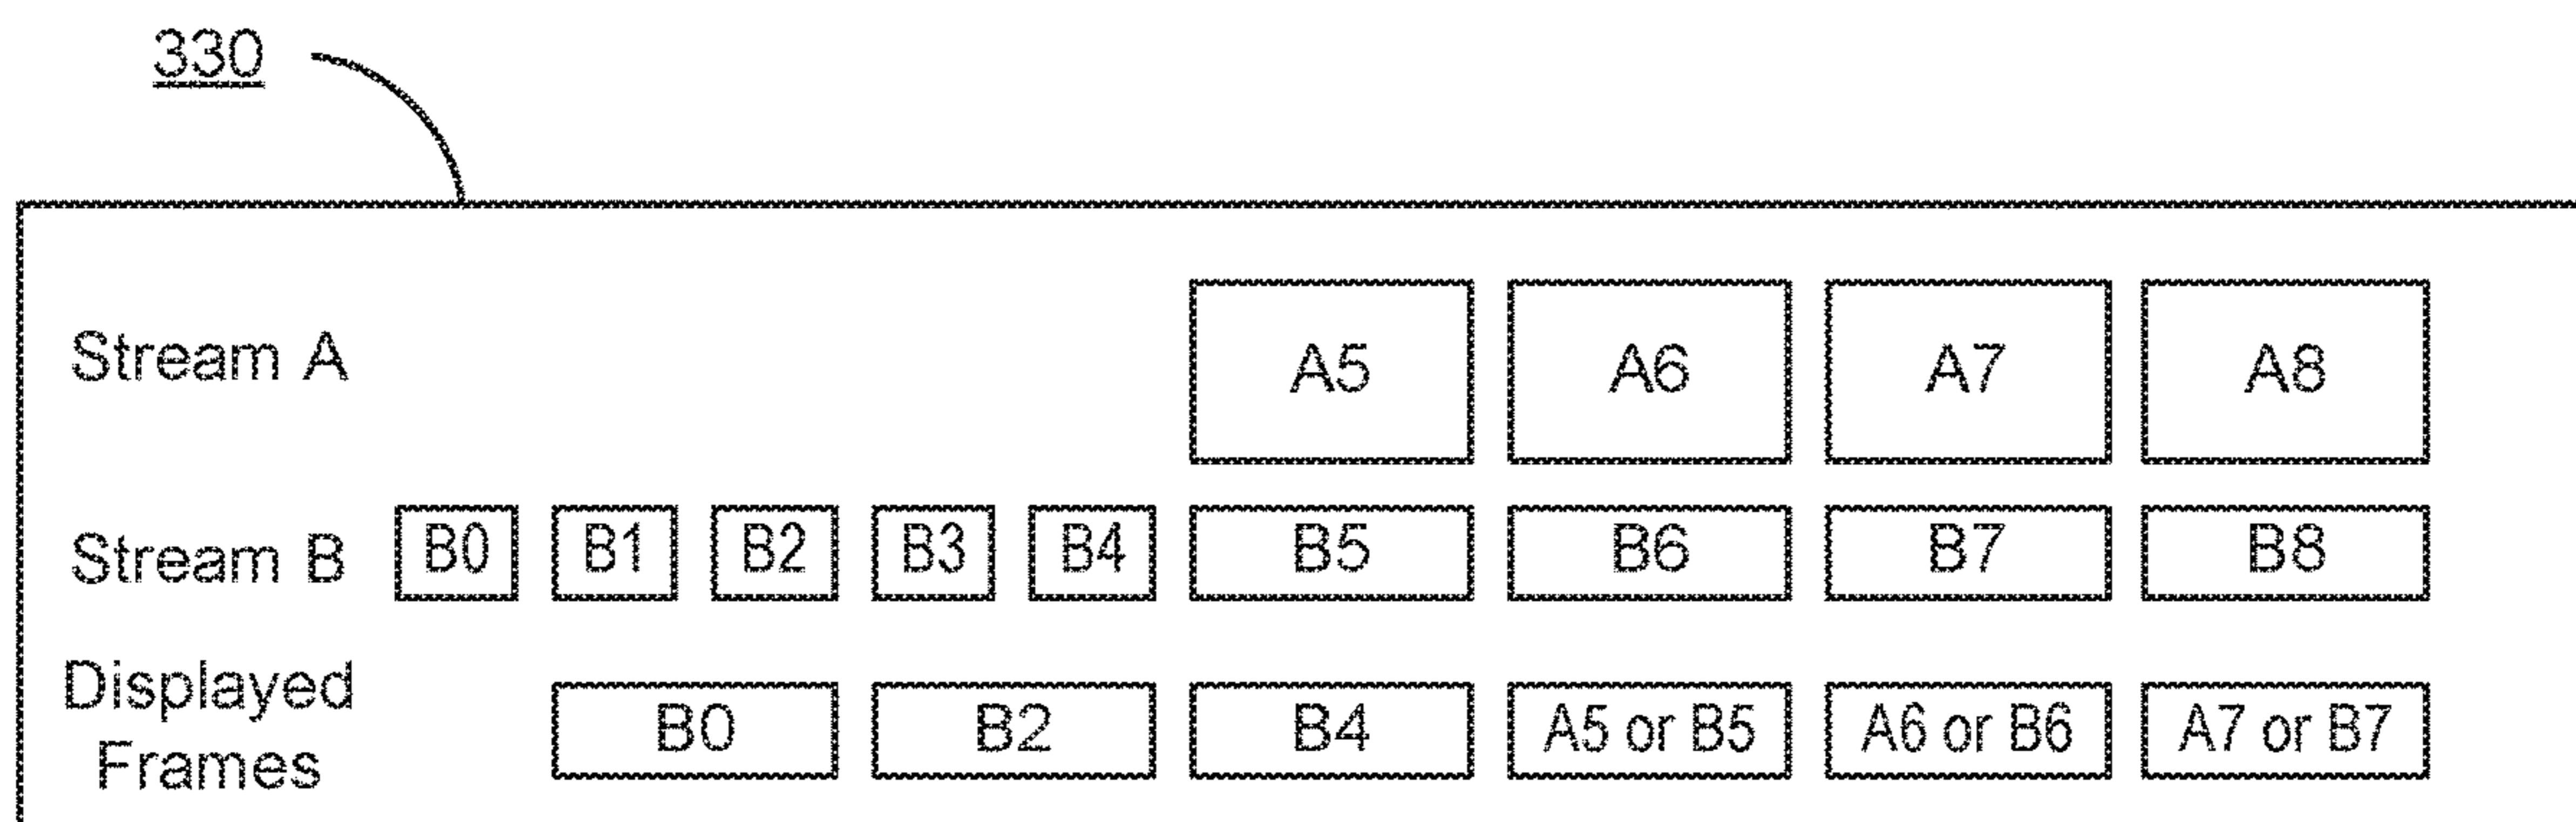 330
Stream A A5 A6 A7 A8
Stream B B0 B1 B2 B3 B4 B5 B6 B7 B8
Displayed
Frames B0 B2 B4 A5 or B5 A6 or B6 A7 or B7